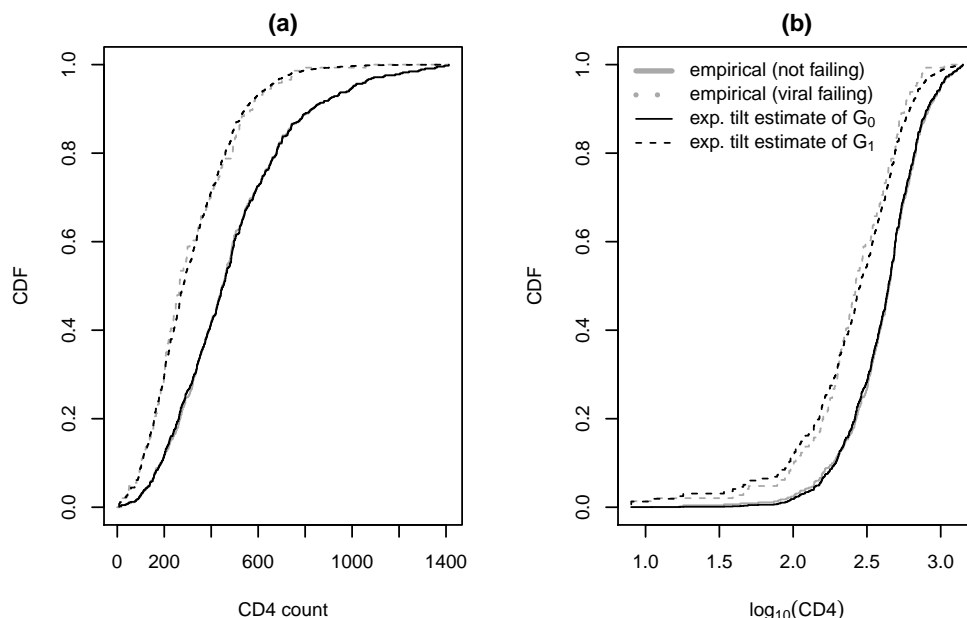 (a)
CDF
0.0 0.2 0.4 0.6 0.8 1.0
0 200 600 1000 1400
CD4 count
(b)
empirical (not failing)
empirical (viral failing)
exp. tilt estimate of G0
exp. tilt estimate of G1
CDF
0.0 0.2 0.4 0.6 0.8 1.0
1.0 1.5 2.0 2.5 3.0
log10(CD4)